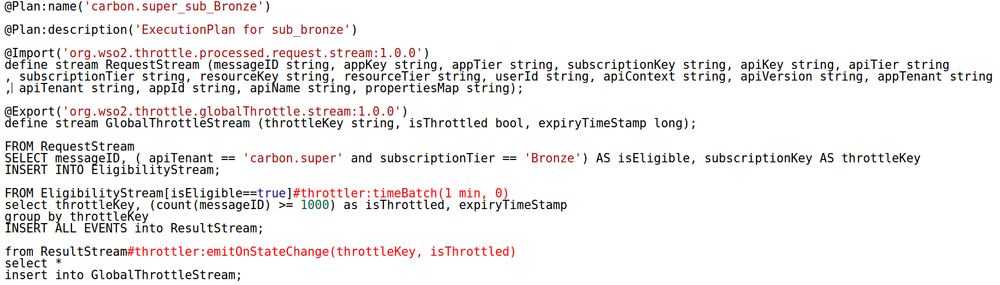 @Plan:name('carbon.super_sub_Bronze')
@Plan:description('ExecutionPlan for sub_bronze')
@Import('org.wso2.throttle.processed.request.stream:1.0.0')
define stream RequestStream (messageID string, appKey string, appTier string, subscriptionKey string, apiKey string, apiTier string
, subscriptionTier string, resourceKey string, resourceTier string, userId string, apiContext string, apiVersion string, appTenant string
, apiTenant string, appId string, apiName string, propertiesMap string);
@Export('org.wso2.throttle.globalThrottle.stream:1.0.0')
define stream GlobalThrottleStream (throttleKey string, isThrottled bool, expiryTimeStamp long);
FROM RequestStream
SELECT messageID, ( apiTenant == 'carbon.super' and subscriptionTier == 'Bronze') AS isEligible, subscriptionKey AS throttleKey
INSERT INTO EligibilityStream;
FROM EligibilityStream[isEligible==true]#throttler:timeBatch(1 min, 0)
select throttleKey, (count(messageID) >= 1000) as isThrottled, expiryTimeStamp
group by throttleKey
INSERT ALL EVENTS into ResultStream;
from ResultStream#throttler:emitOnStateChange(throttleKey, isThrottled)
select *
insert into GlobalThrottleStream;